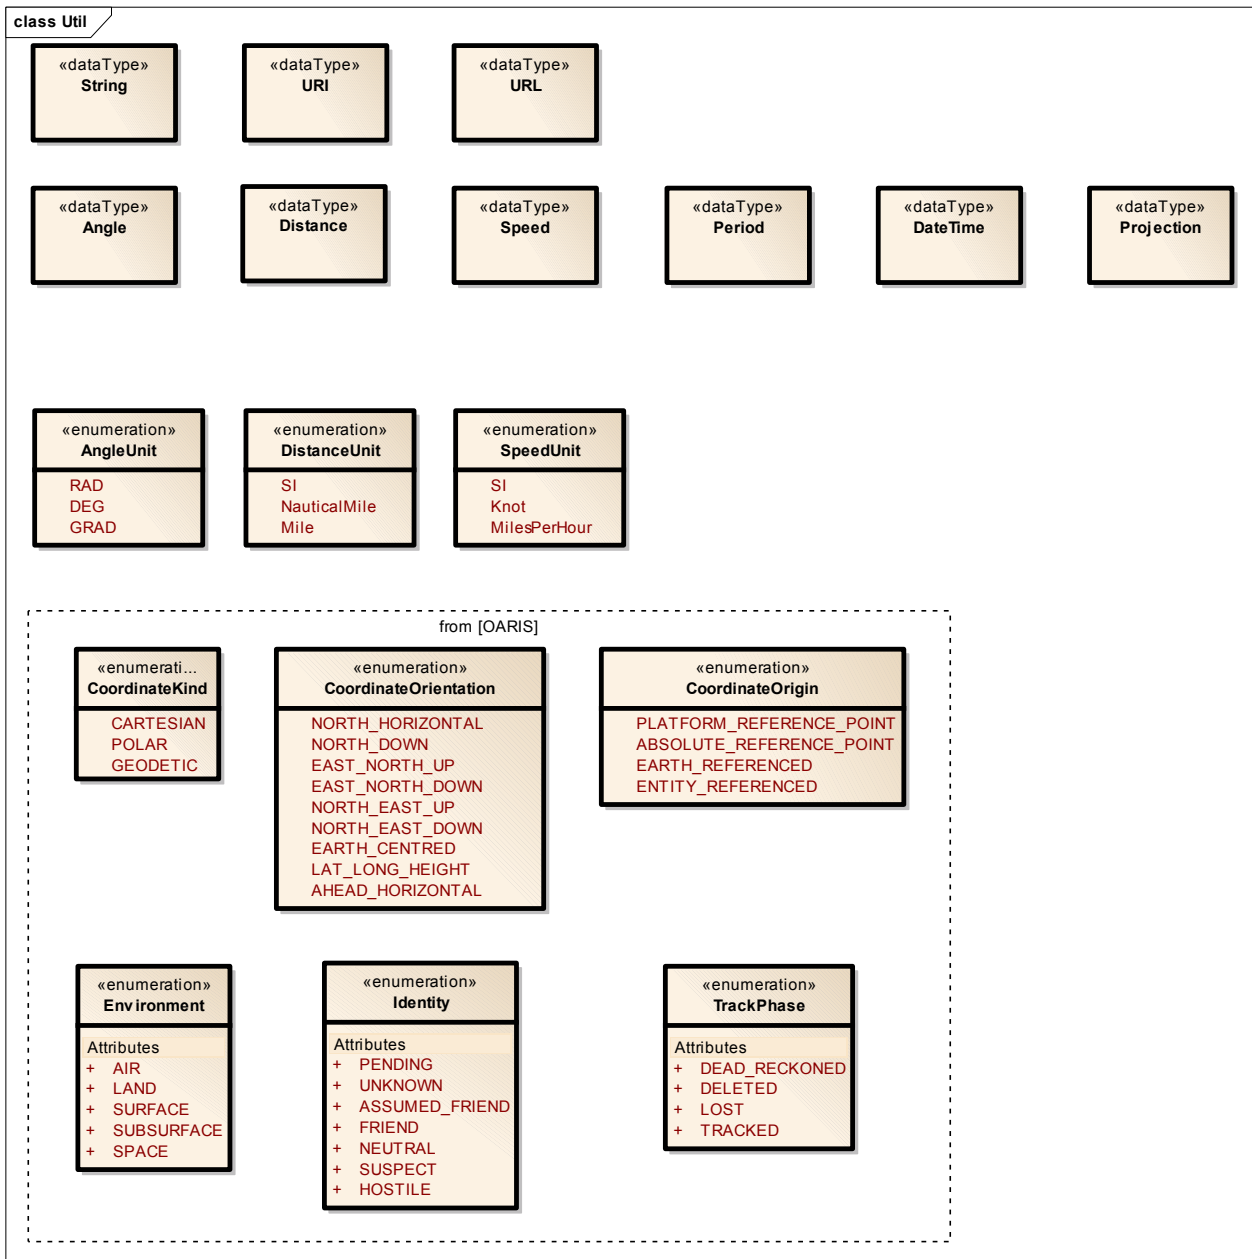 class Util
«dataType»
String
«dataType»
URI
«dataType»
URL
«dataType»
Angle
«dataType»
Distance
«dataType»
Speed
«dataType»
Period
«dataType»
DateTime
«dataType»
Projection
«enumeration»
AngleUnit
RAD
DEG
GRAD
«enumeration»
DistanceUnit
SI
NauticalMile
Mile
«enumeration»
SpeedUnit
SI
Knot
MilesPerHour
from [OARIS]
«enumerati...
CoordinateKind
CARTESIAN
POLAR
GEODETIC
«enumeration»
CoordinateOrientation
NORTH_HORIZONTAL
NORTH_DOWN
EAST_NORTH_UP
EAST_NORTH_DOWN
NORTH_EAST_UP
NORTH_EAST_DOWN
EARTH_CENTRED
LAT_LONG_HEIGHT
AHEAD_HORIZONTAL
«enumeration»
CoordinateOrigin
PLATFORM_REFERENCE_POINT
ABSOLUTE_REFERENCE_POINT
EARTH_REFERENCED
ENTITY_REFERENCED
«enumeration»
Environment
Attributes
+ AIR
+ LAND
+ SURFACE
+ SUBSURFACE
+ SPACE
«enumeration»
Identity
Attributes
+ PENDING
+ UNKNOWN
+ ASSUMED_FRIEND
+ FRIEND
+ NEUTRAL
+ SUSPECT
+ HOSTILE
«enumeration»
TrackPhase
Attributes
+ DEAD_RECKONED
+ DELETED
+ LOST
+ TRACKED